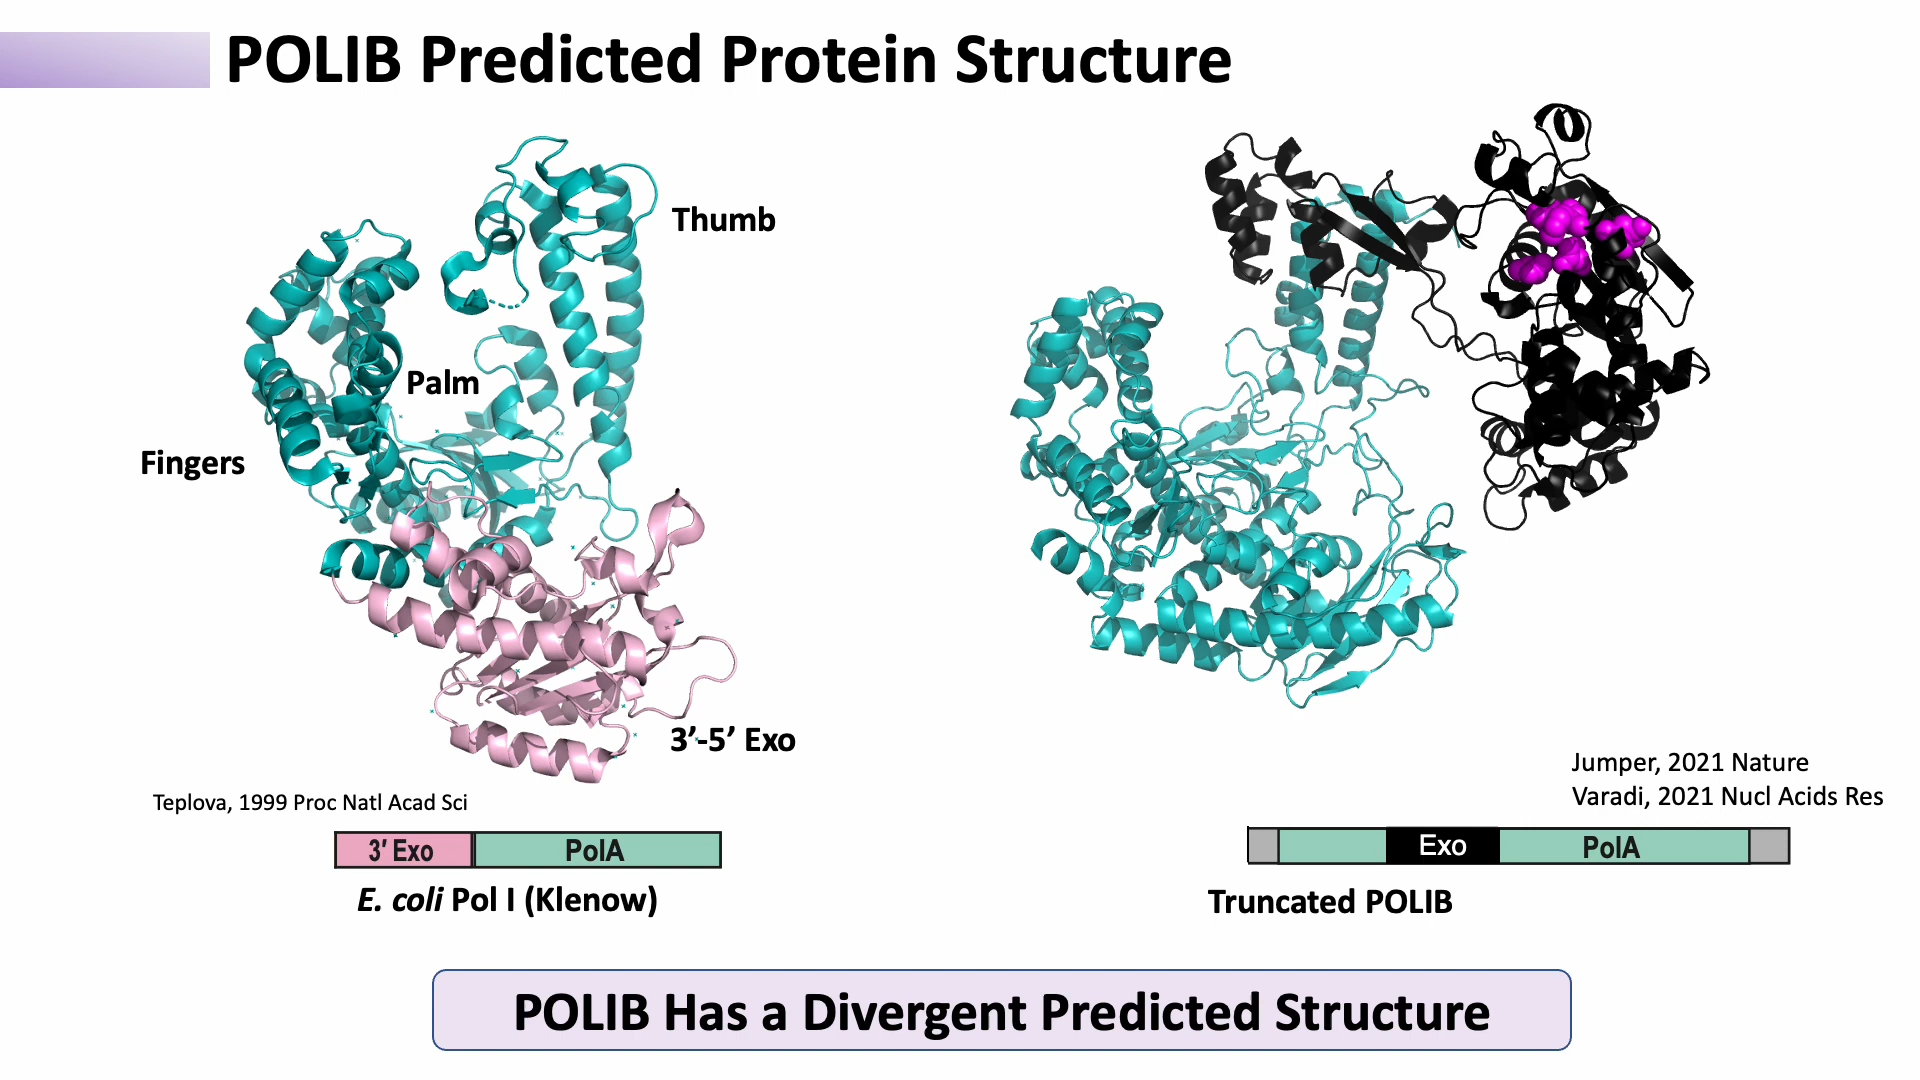 POLIB Predicted Protein Structure
Thumb
Palm
Fingers
3’-5’ Exo
Teplova, 1999 Proc Natl Acad Sci
3′ Exo
PolA
E. coli Pol I (Klenow)
Jumper, 2021 Nature
Varadi, 2021 Nucl Acids Res
Exo
PolA
Truncated POLIB
POLIB Has a Divergent Predicted Structure